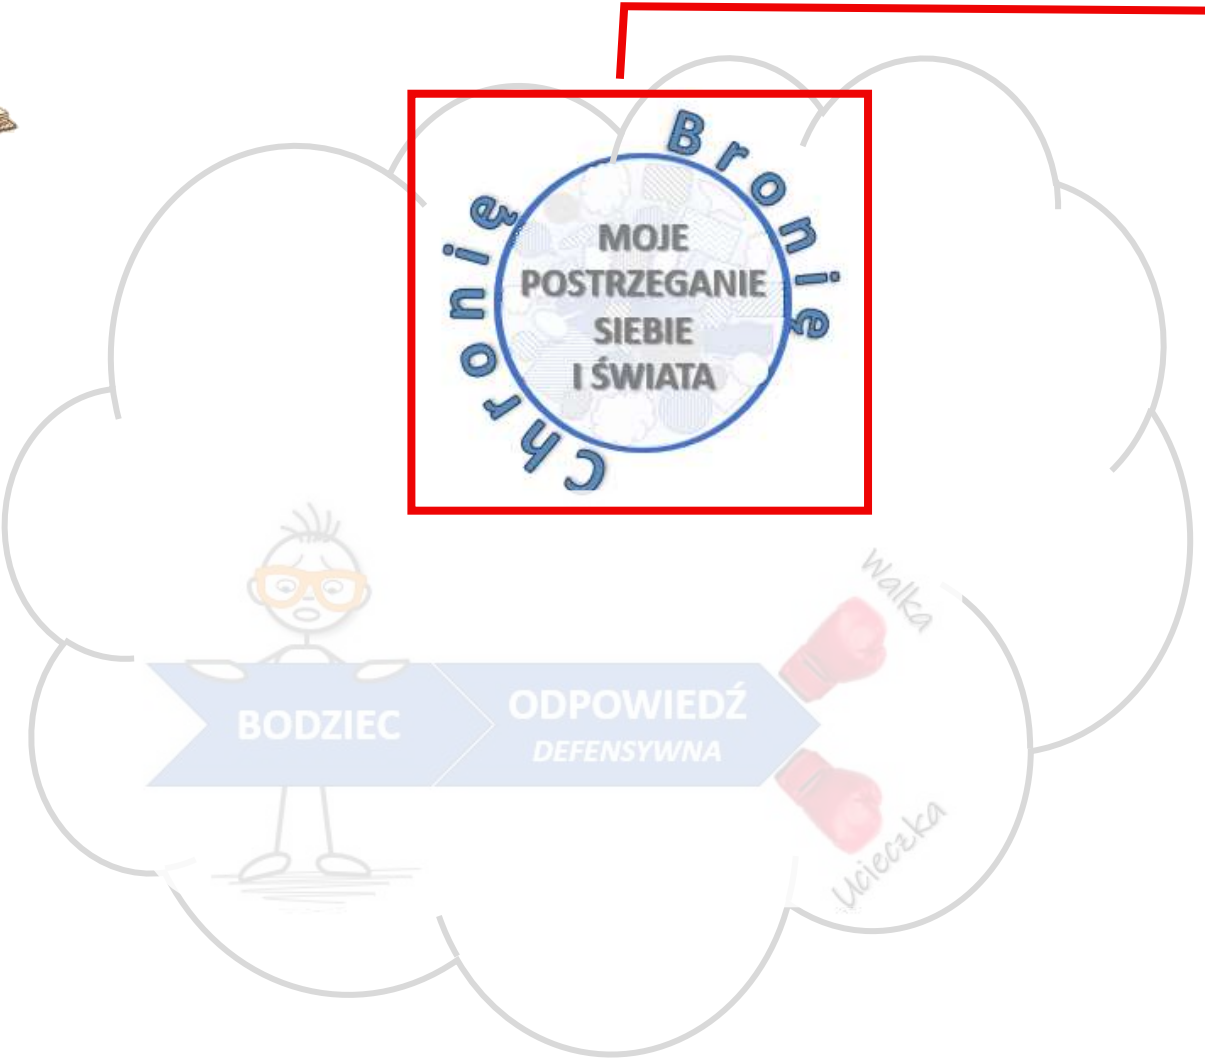 Bronię
Chronię
MOJE
POSTRZEGANIE
SIEBIE
I ŚWIATA
Walka
BODZIEC
ODPOWIEDŹ
DEFENSYWNA
Ucieczka